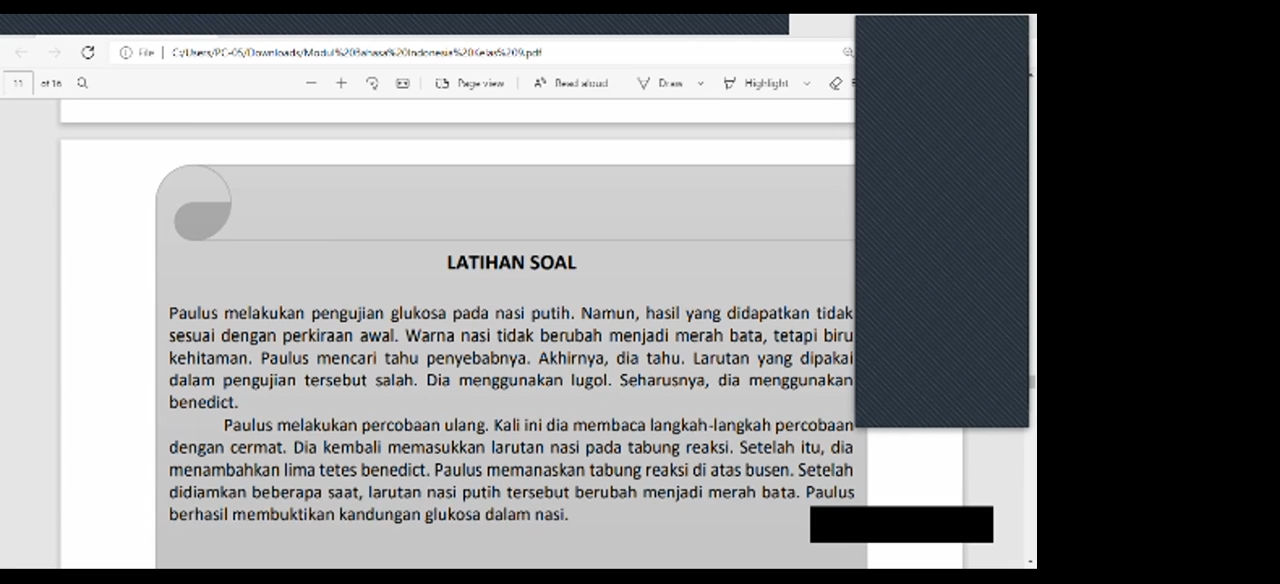 File | C:/Users/PC-05/Downloads/Modul%20Bahasa%20Indonesia%20Kelas%209.pdf
11 of 16 Page view Read aloud Draw Highlight
LATIHAN SOAL
Paulus melakukan pengujian glukosa pada nasi putih. Namun, hasil yang didapatkan tidak
sesuai dengan perkiraan awal. Warna nasi tidak berubah menjadi merah bata, tetapi biru
kehitaman. Paulus mencari tahu penyebabnya. Akhirnya, dia tahu. Larutan yang dipakai
dalam pengujian tersebut salah. Dia menggunakan lugol. Seharusnya, dia menggunakan
benedict.
Paulus melakukan percobaan ulang. Kali ini dia membaca langkah-langkah percobaan
dengan cermat. Dia kembali memasukkan larutan nasi pada tabung reaksi. Setelah itu, dia
menambahkan lima tetes benedict. Paulus memanaskan tabung reaksi di atas busen. Setelah
didiamkan beberapa saat, larutan nasi putih tersebut berubah menjadi merah bata. Paulus
berhasil membuktikan kandungan glukosa dalam nasi.